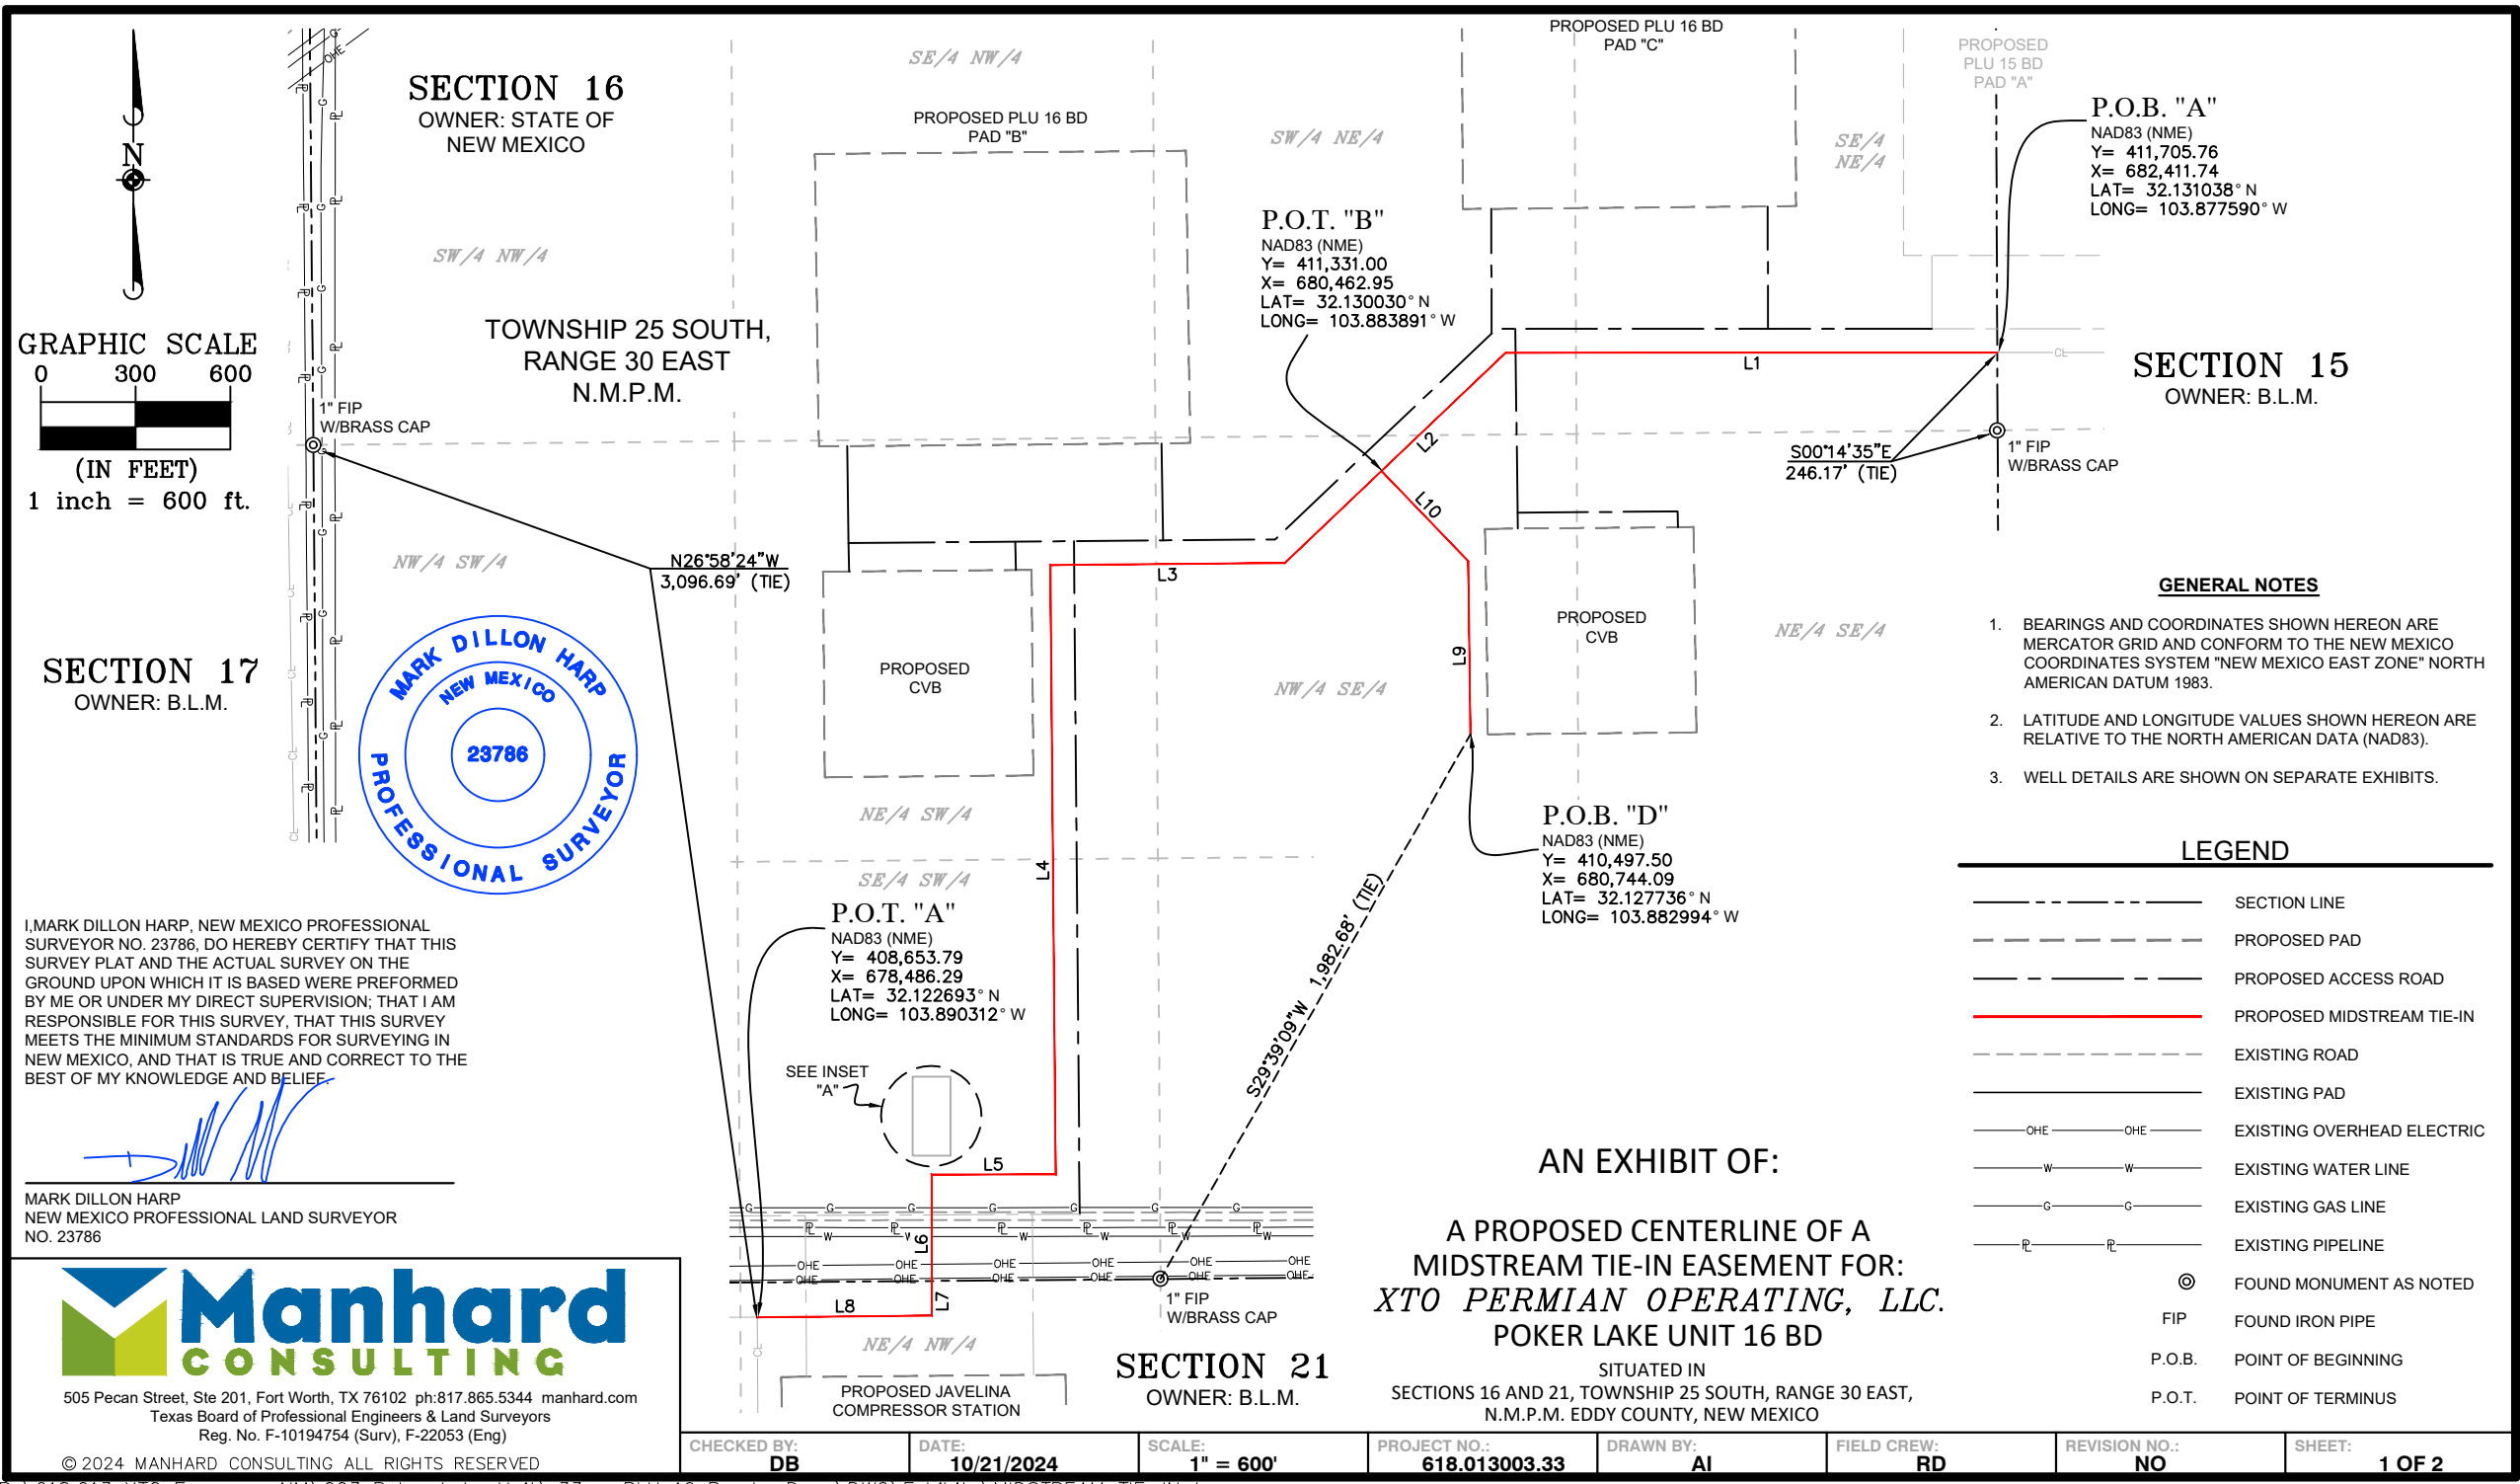 SECTION 16
OWNER: STATE OF
NEW MEXICO
SE/4 NW/4
PROPOSED PLU 16 BD
PAD "B"
SW/4 NE/4
PROPOSED PLU 16 BD
PAD "C"
SE/4
NE/4
PROPOSED
PLU 15 BD
PAD "A"
P.O.B. "A"
NAD83 (NME)
Y= 411,705.76
X= 682,411.74
LAT= 32.131038° N
LONG= 103.877590° W
N
SW/4 NW/4
P.O.T. "B"
NAD83 (NME)
Y= 411,331.00
X= 680,462.95
LAT= 32.130030° N
LONG= 103.883891° W
GRAPHIC SCALE
0 300 600
(IN FEET)
1 inch = 600 ft.
TOWNSHIP 25 SOUTH,
RANGE 30 EAST
N.M.P.M.
1" FIP
W/BRASS CAP
L1
CL
SECTION 15
OWNER: B.L.M.
L2
S00°14'35"E
246.17' (TIE)
1" FIP
W/BRASS CAP
L10
NW/4 SW/4
N26°58'24"W
3,096.69' (TIE)
L3
PROPOSED
CVB
L9
PROPOSED
CVB
NW/4 SE/4
NE/4 SE/4
SECTION 17
OWNER: B.L.M.
MARK DILLON HARP
NEW MEXICO
23786
PROFESSIONAL SURVEYOR
GENERAL NOTES
1. BEARINGS AND COORDINATES SHOWN HEREON ARE
MERCATOR GRID AND CONFORM TO THE NEW MEXICO
COORDINATES SYSTEM "NEW MEXICO EAST ZONE" NORTH
AMERICAN DATUM 1983.
2. LATITUDE AND LONGITUDE VALUES SHOWN HEREON ARE
RELATIVE TO THE NORTH AMERICAN DATA (NAD83).
3. WELL DETAILS ARE SHOWN ON SEPARATE EXHIBITS.
NE/4 SW/4
SE/4 SW/4
L4
P.O.B. "D"
NAD83 (NME)
Y= 410,497.50
X= 680,744.09
LAT= 32.127736° N
LONG= 103.882994° W
P.O.T. "A"
NAD83 (NME)
Y= 408,653.79
X= 678,486.29
LAT= 32.122693° N
LONG= 103.890312° W
S29°39'09"W 1,982.68' (TIE)
SEE INSET
"A"
L5
L6
L7
L8
G G G G G G G
PL PL PL PL PL PL
W W W W W W
OHE OHE OHE OHE OHE OHE
OHE OHE OHE OHE OHE OHE
1" FIP
W/BRASS CAP
CL
NE/4 NW/4
PROPOSED JAVELINA
COMPRESSOR STATION
SECTION 21
OWNER: B.L.M.
I,MARK DILLON HARP, NEW MEXICO PROFESSIONAL
SURVEYOR NO. 23786, DO HEREBY CERTIFY THAT THIS
SURVEY PLAT AND THE ACTUAL SURVEY ON THE
GROUND UPON WHICH IT IS BASED WERE PREFORMED
BY ME OR UNDER MY DIRECT SUPERVISION; THAT I AM
RESPONSIBLE FOR THIS SURVEY, THAT THIS SURVEY
MEETS THE MINIMUM STANDARDS FOR SURVEYING IN
NEW MEXICO, AND THAT IS TRUE AND CORRECT TO THE
BEST OF MY KNOWLEDGE AND BELIEF.
MARK DILLON HARP
NEW MEXICO PROFESSIONAL LAND SURVEYOR
NO. 23786
LEGEND
SECTION LINE
PROPOSED PAD
PROPOSED ACCESS ROAD
PROPOSED MIDSTREAM TIE-IN
EXISTING ROAD
EXISTING PAD
OHE OHE EXISTING OVERHEAD ELECTRIC
W W EXISTING WATER LINE
G G EXISTING GAS LINE
PL PL EXISTING PIPELINE
FOUND MONUMENT AS NOTED
FIP FOUND IRON PIPE
P.O.B. POINT OF BEGINNING
P.O.T. POINT OF TERMINUS
AN EXHIBIT OF:
A PROPOSED CENTERLINE OF A
MIDSTREAM TIE-IN EASEMENT FOR:
XTO PERMIAN OPERATING, LLC.
POKER LAKE UNIT 16 BD
SITUATED IN
SECTIONS 16 AND 21, TOWNSHIP 25 SOUTH, RANGE 30 EAST,
N.M.P.M. EDDY COUNTY, NEW MEXICO
Manhard
CONSULTING
505 Pecan Street, Ste 201, Fort Worth, TX 76102 ph:817.865.5344 manhard.com
Texas Board of Professional Engineers & Land Surveyors
Reg. No. F-10194754 (Surv), F-22053 (Eng)
© 2024 MANHARD CONSULTING ALL RIGHTS RESERVED
CHECKED BY: DB
DATE: 10/21/2024
SCALE: 1" = 600'
PROJECT NO.: 618.013003.33
DRAWN BY: AI
FIELD CREW: RD
REVISION NO.: NO
SHEET: 1 OF 2